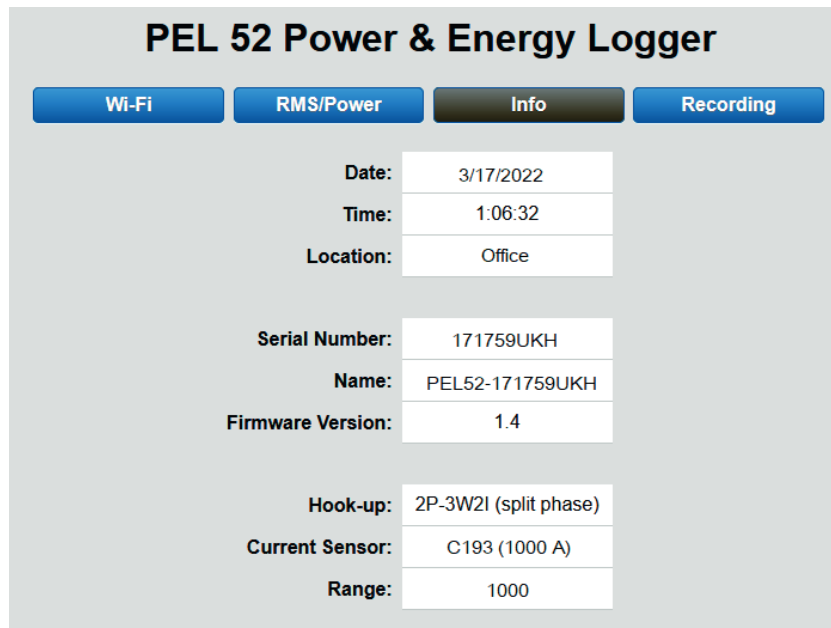 PEL 52 Power & Energy Logger
Wi-Fi RMS/Power Info Recording
Date: 3/17/2022
Time: 1:06:32
Location: Office
Serial Number: 171759UKH
Name: PEL52-171759UKH
Firmware Version: 1.4
Hook-up: 2P-3W2I (split phase)
Current Sensor: C193 (1000 A)
Range: 1000